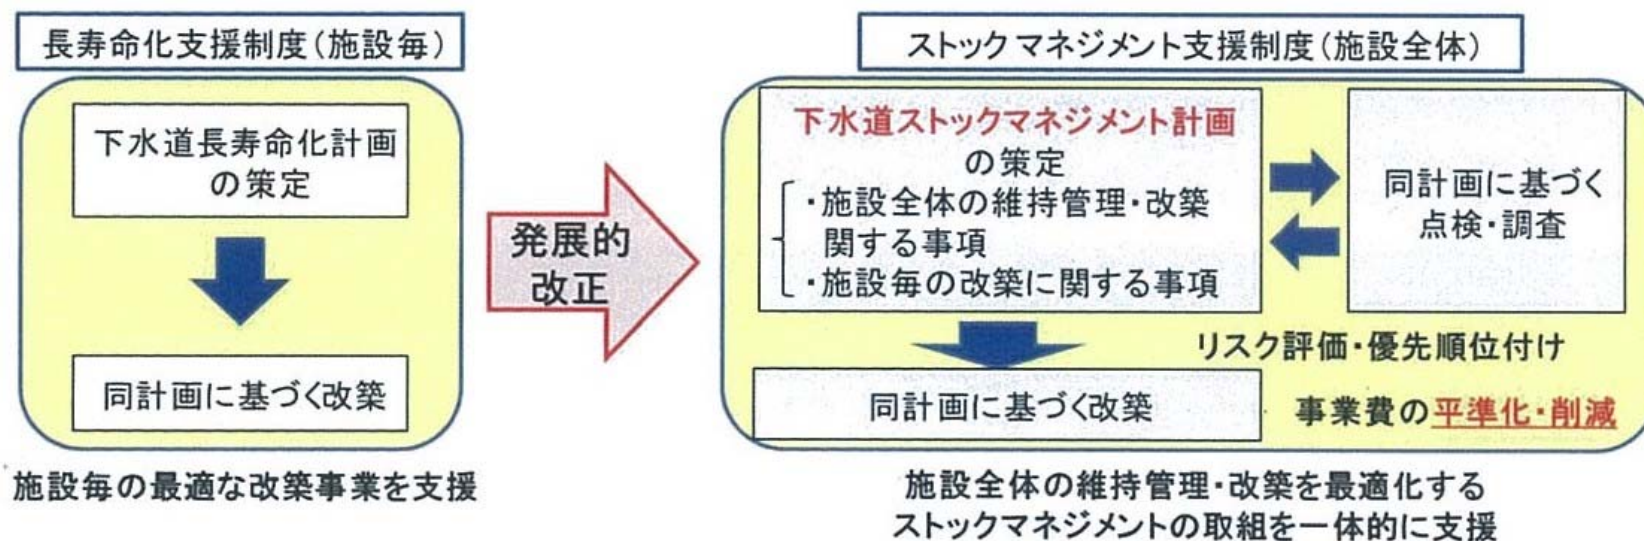 長寿命化支援制度(施設毎)
下水道長寿命化計画
の策定
同計画に基づく改築
施設毎の最適な改築事業を支援
発展的
改正
ストックマネジメント支援制度(施設全体)
下水道ストックマネジメント計画
の策定
・施設全体の維持管理・改築
関する事項
・施設毎の改築に関する事項
同計画に基づく
点検・調査
リスク評価・優先順位付け
同計画に基づく改築
事業費の平準化・削減
施設全体の維持管理・改築を最適化する
ストックマネジメントの取組を一体的に支援